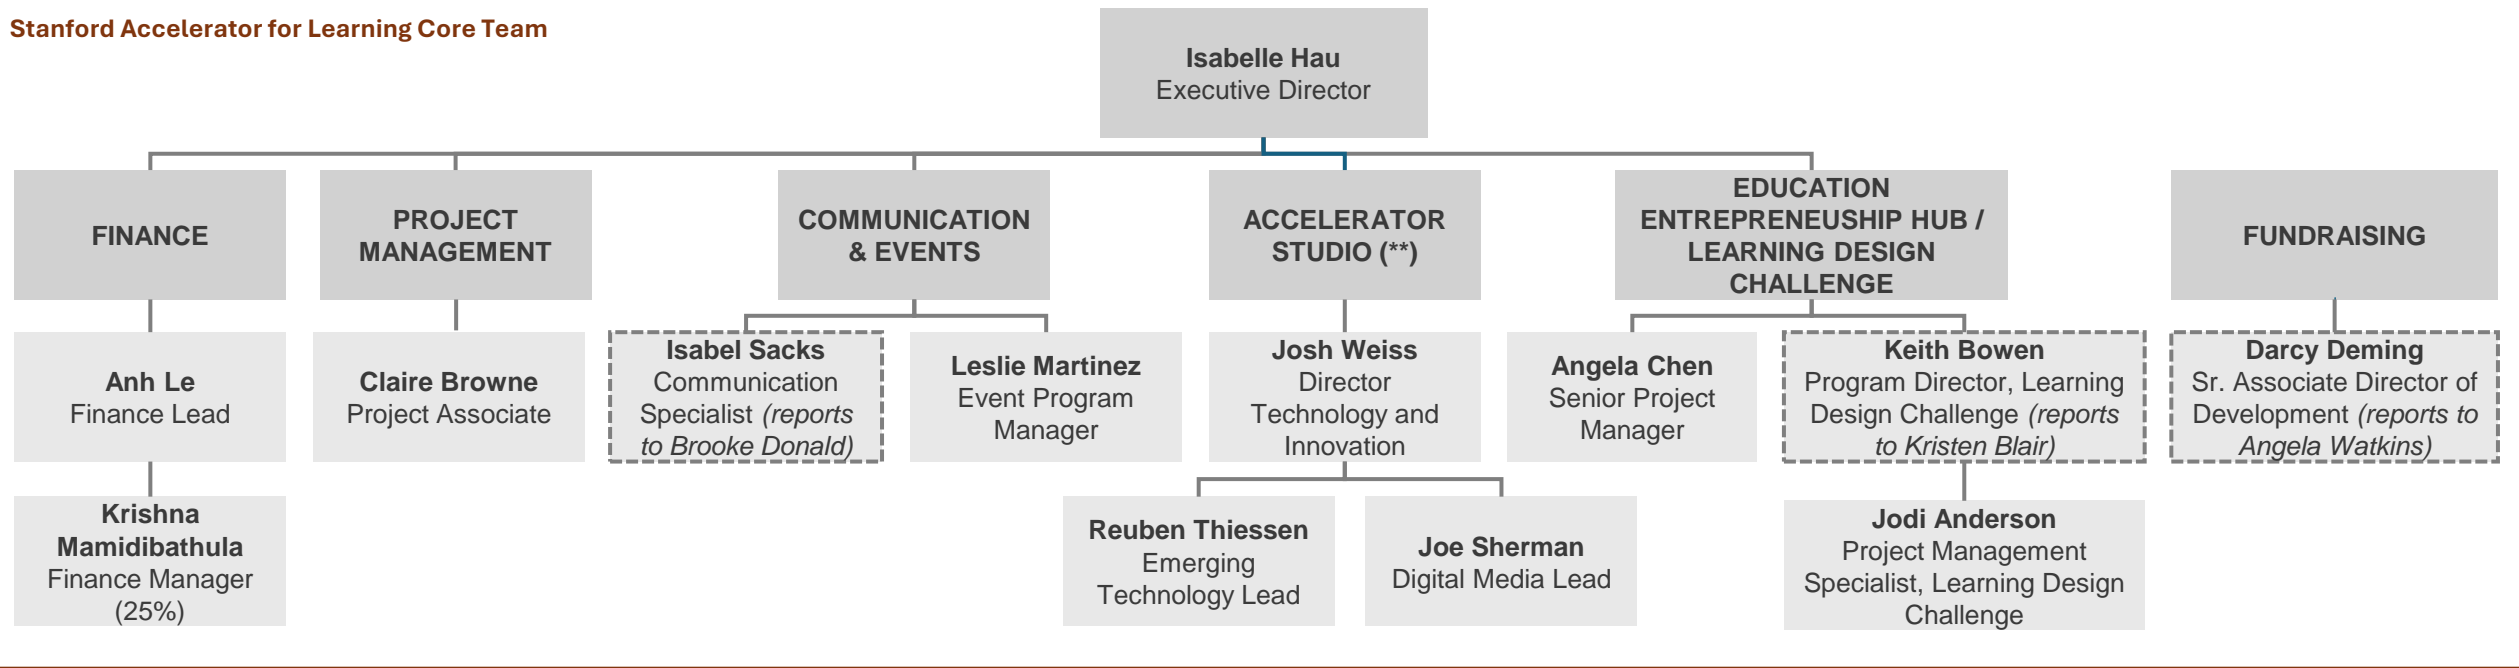 Stanford Accelerator for Learning Core Team
Isabelle Hau
Executive Director
FINANCE
PROJECT
MANAGEMENT
COMMUNICATION
& EVENTS
ACCELERATOR
STUDIO (**)
EDUCATION
ENTREPRENEUSHIP HUB /
LEARNING DESIGN
CHALLENGE
FUNDRAISING
Anh Le
Finance Lead
Claire Browne
Project Associate
Isabel Sacks
Communication
Specialist (reports
to Brooke Donald)
Leslie Martinez
Event Program
Manager
Josh Weiss
Director
Technology and
Innovation
Angela Chen
Senior Project
Manager
Keith Bowen
Program Director, Learning
Design Challenge (reports
to Kristen Blair)
Darcy Deming
Sr. Associate Director of
Development (reports to
Angela Watkins)
Krishna
Mamidibathula
Finance Manager
(25%)
Reuben Thiessen
Emerging
Technology Lead
Joe Sherman
Digital Media Lead
Jodi Anderson
Project Management
Specialist, Learning Design
Challenge